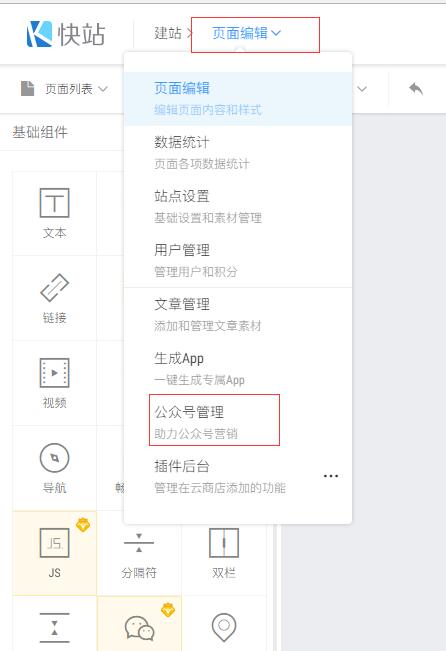 快站
建站
页面编辑
页面列表
页面编辑
编辑页面内容和样式
基础组件
数据统计
页面各项数据统计
站点设置
文本
基础设置和素材管理
用户管理
管理用户和积分
文章管理
链接
添加和管理文章素材
生成App
一键生成专属App
视频
公众号管理
助力公众号营销
插件后台
导航
管理在云商店添加的功能
JS
JS
分隔符
双栏